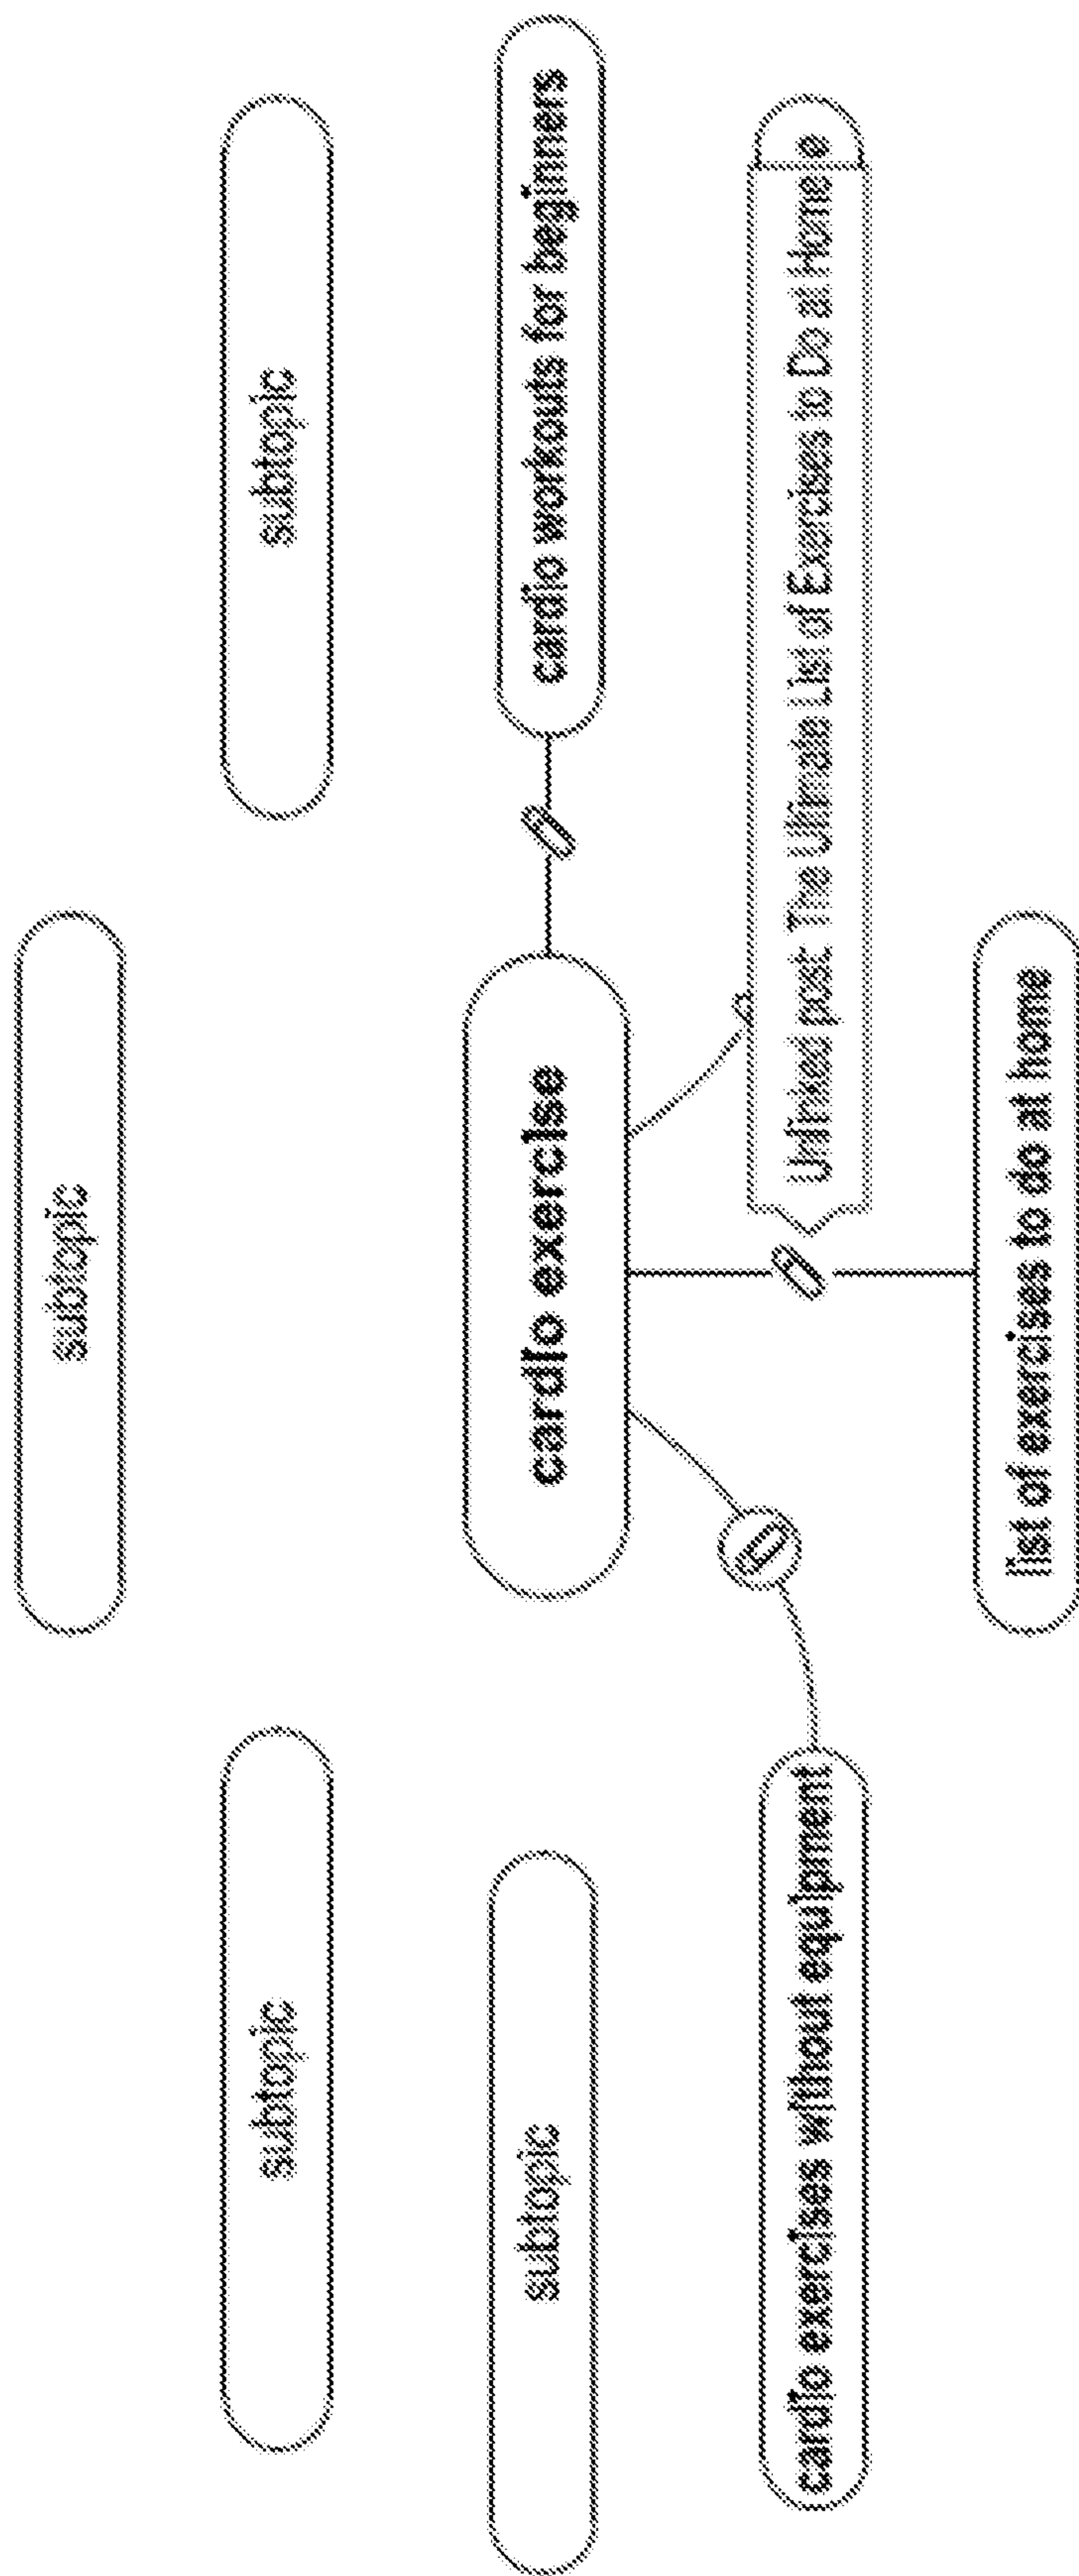 subtopic
subtopic
subtopic
subtopic
cardio exercise
cardio workouts for beginners
cardio exercises without equipment
Unlinked post: The Ultimate List of Exercises to Do at Home
e
list of exercises to do at home